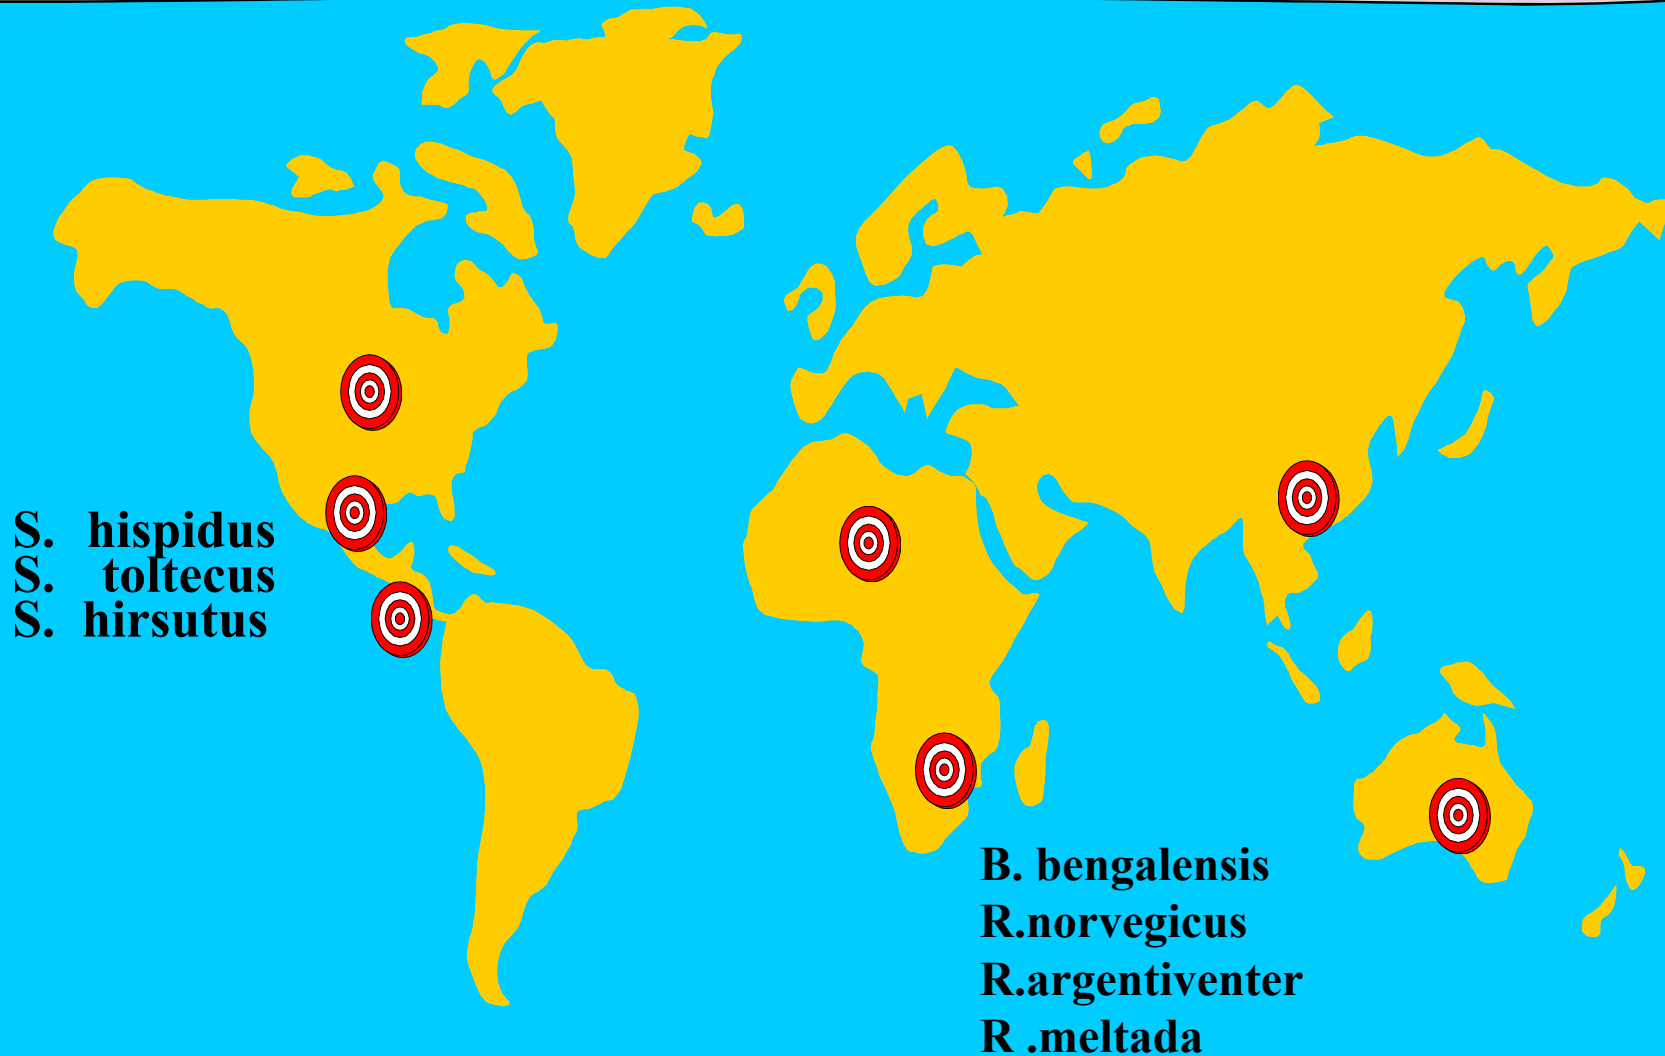 S. hispidus
S. toltecus
S. hirsutus
B. bengalensis
R.norvegicus
R.argentiventer
R .meltada